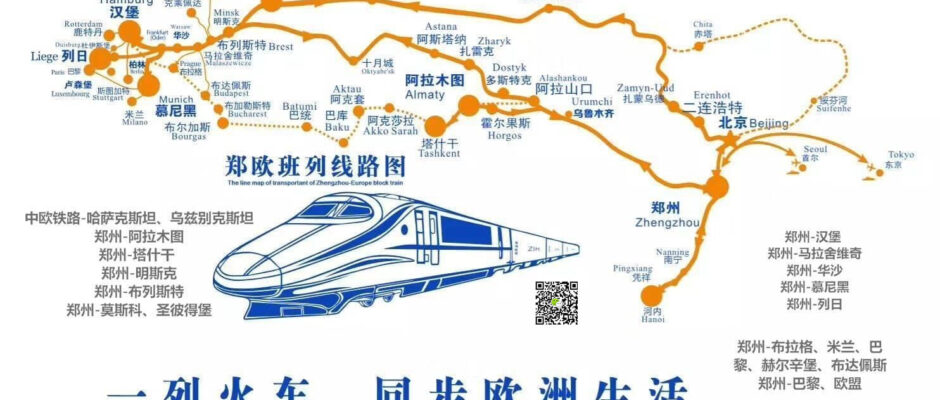 Hamburg
汉堡
克莱佩达
Rotterdam
鹿特丹
Warsaw
华沙
Minsk
明斯克
Duisburg 杜伊斯堡
Frankfurt
(Oder)
Liege 列日
布列斯特 Brest
马拉舍维奇
Malaszewicze
Paris 巴黎
柏林
Berlin
Prague
布拉格
卢森堡
Luxembourg
斯图加特
Stuttgart
Munich
慕尼黑
米兰
Milano
布达佩斯
Budapest
布加勒斯特
Bucharest
布尔加斯
Bourgas
Batumi
巴统
Aktau
阿克套
巴库
Baku
阿克莎拉
Akko Sarah
十月城
Oktyabr'sk
Astana
阿斯塔纳
Zharyk
扎雷克
Dostyk
多斯特克
阿拉木图
Almaty
塔什干
Tashkent
Alashankou
阿拉山口
霍尔果斯
Horgos
Urumchi
乌鲁木齐
Zamyn-Uud
扎蒙乌德
Erenhot
二连浩特
Chita
赤塔
绥芬河
Suifenhe
北京 Beijing
Seoul
首尔
Tokyo
东京
郑州
Zhengzhou
Nanning
南宁
Pingxiang
凭祥
河内
Hanoi
郑欧班列线路图
The line map of transportant of Zhengzhou-Europe block train
中欧铁路-哈萨克斯坦、乌兹别克斯坦
郑州-阿拉木图
郑州-塔什干
郑州-明斯克
郑州-布列斯特
郑州-莫斯科、圣彼得堡
郑州-汉堡
郑州-马拉舍维奇
郑州-华沙
郑州-慕尼黑
郑州-列日
郑州-布拉格、米兰、巴
黎、赫尔辛堡、布达佩斯
郑州-巴黎、欧盟
一列火车 同步欧洲生活